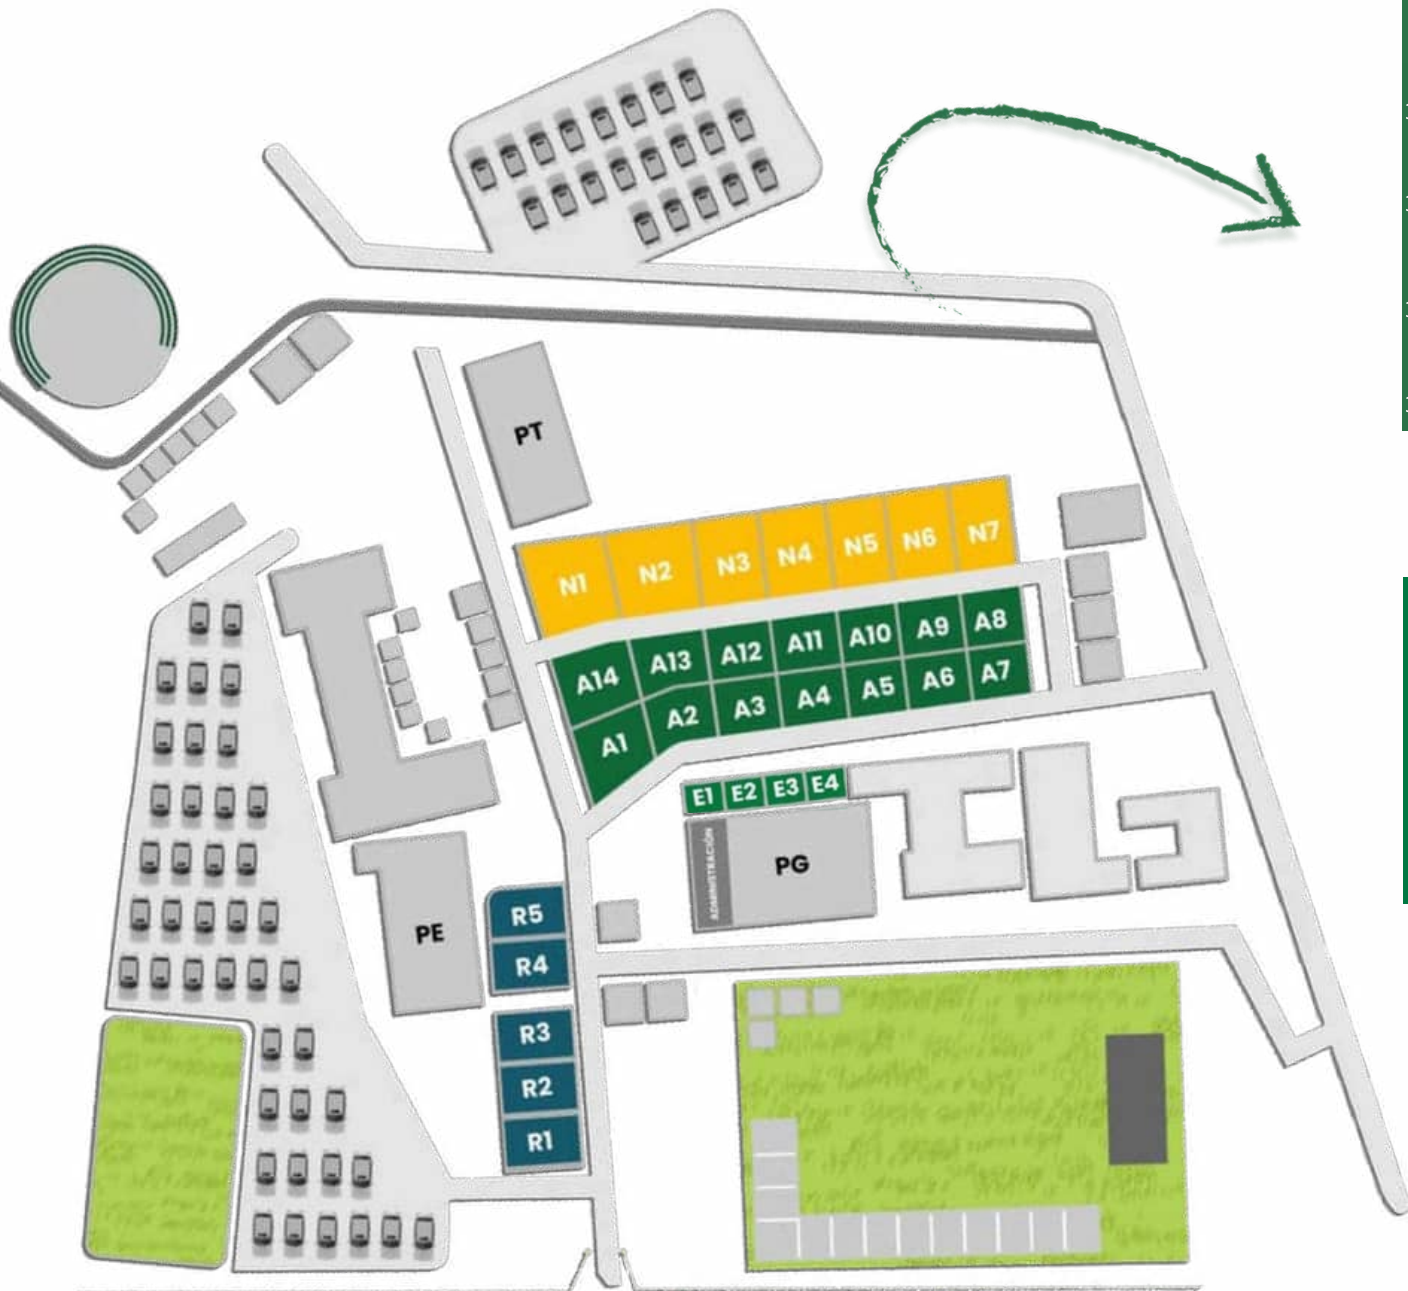 PT
N1 N2 N3 N4 N5 N6 N7
A14 A13 A12 A11 A10 A9 A8
A1 A2 A3 A4 A5 A6 A7
E1 E2 E3 E4
ADMINISTRACIÓN
PG
PE
R5
R4
R3
R2
R1